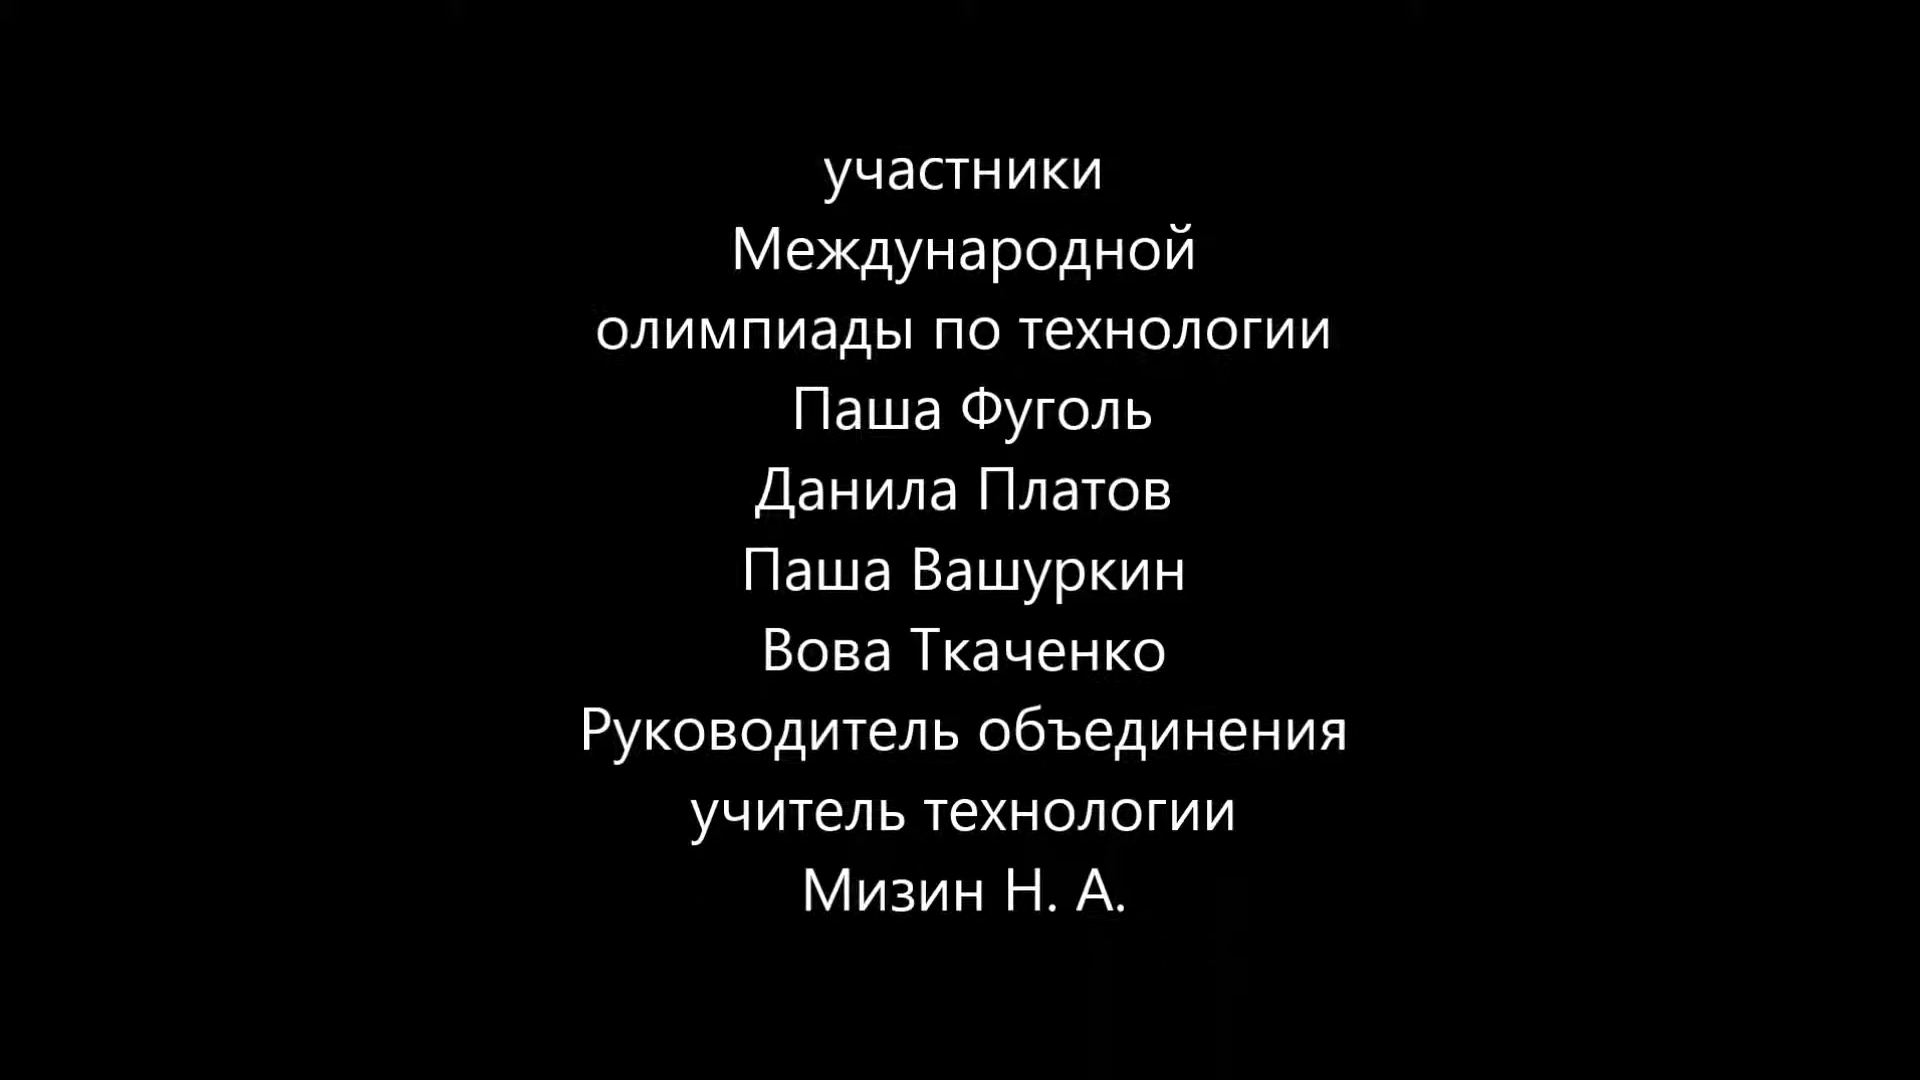 участники
Международной
олимпиады по технологии
Паша Фуголь
Данила Платов
Паша Вашуркин
Вова Ткаченко
Руководитель объединения
учитель технологии
Мизин Н. А.